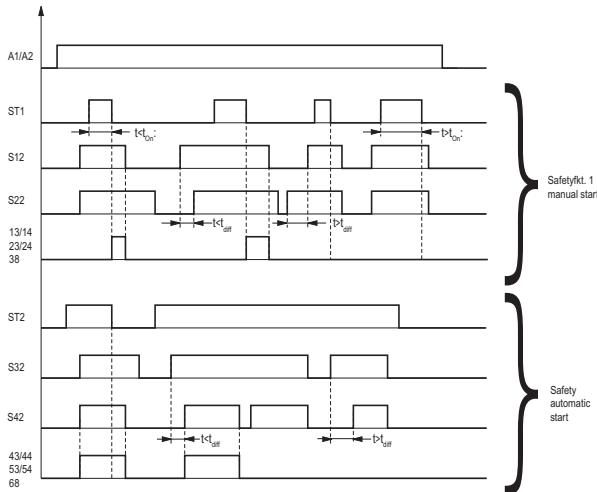 A1/A2
ST1
t<tOn:
t>tOn:
S12
Safetyfkt. 1
manual start
S22
t<tdiff
t>tdiff
13/14
23/24
38
ST2
S32
Safety
automatic
start
S42
t<tdiff
t>tdiff
43/44
53/54
68